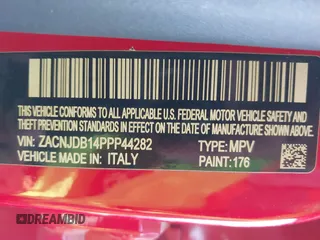 THIS VEHICLE CONFORMS TO ALL APPLICABLE U.S. FEDERAL MOTOR VEHICLE SAFETY AND
THEFT PREVENTION STANDARDS IN EFFECT ON THE DATE OF MANUFACTURE SHOWN ABOVE.
VIN: ZACNJDB14PPP44282 TYPE: MPV
VEHICLE MADE IN: ITALY PAINT: 176
DREAMBID